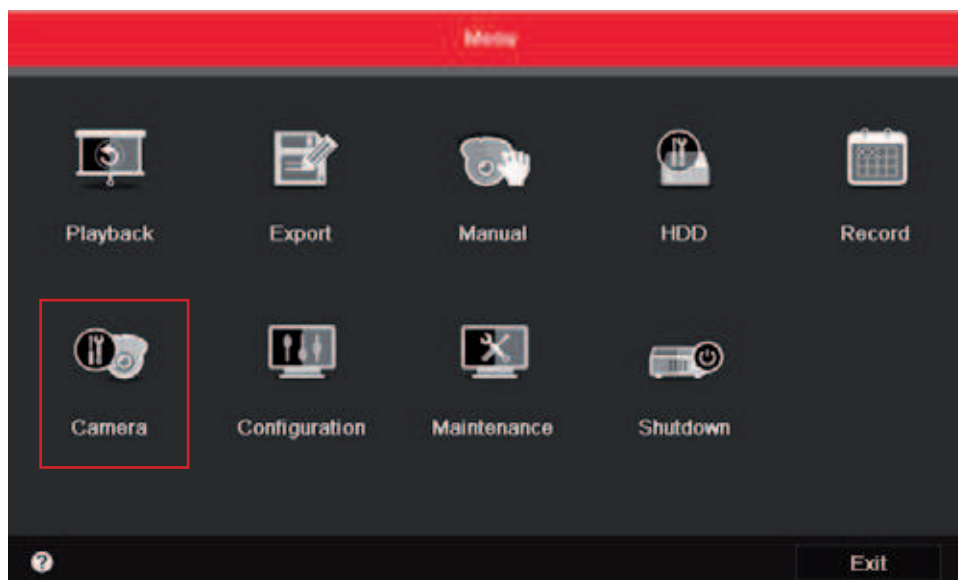 Menu
Playback Export Manual HDD Record
Camera Configuration Maintenance Shutdown
? Exit